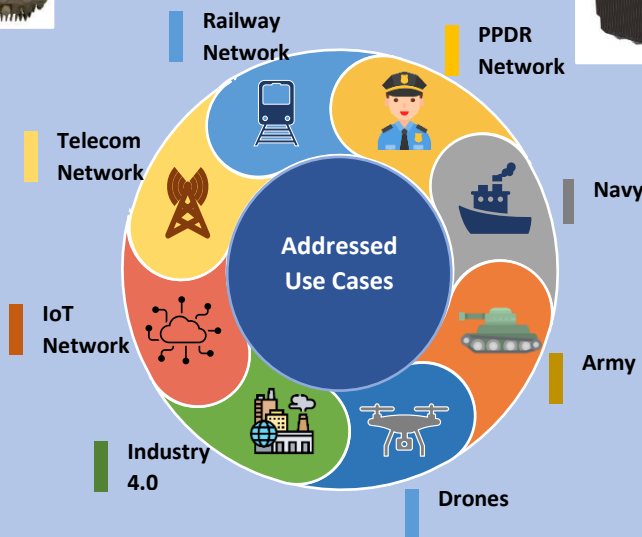 Railway
Network
PPDR
Network
Telecom
Network
Navy
Addressed
Use Cases
IoT
Network
Army
Industry
4.0
Drones